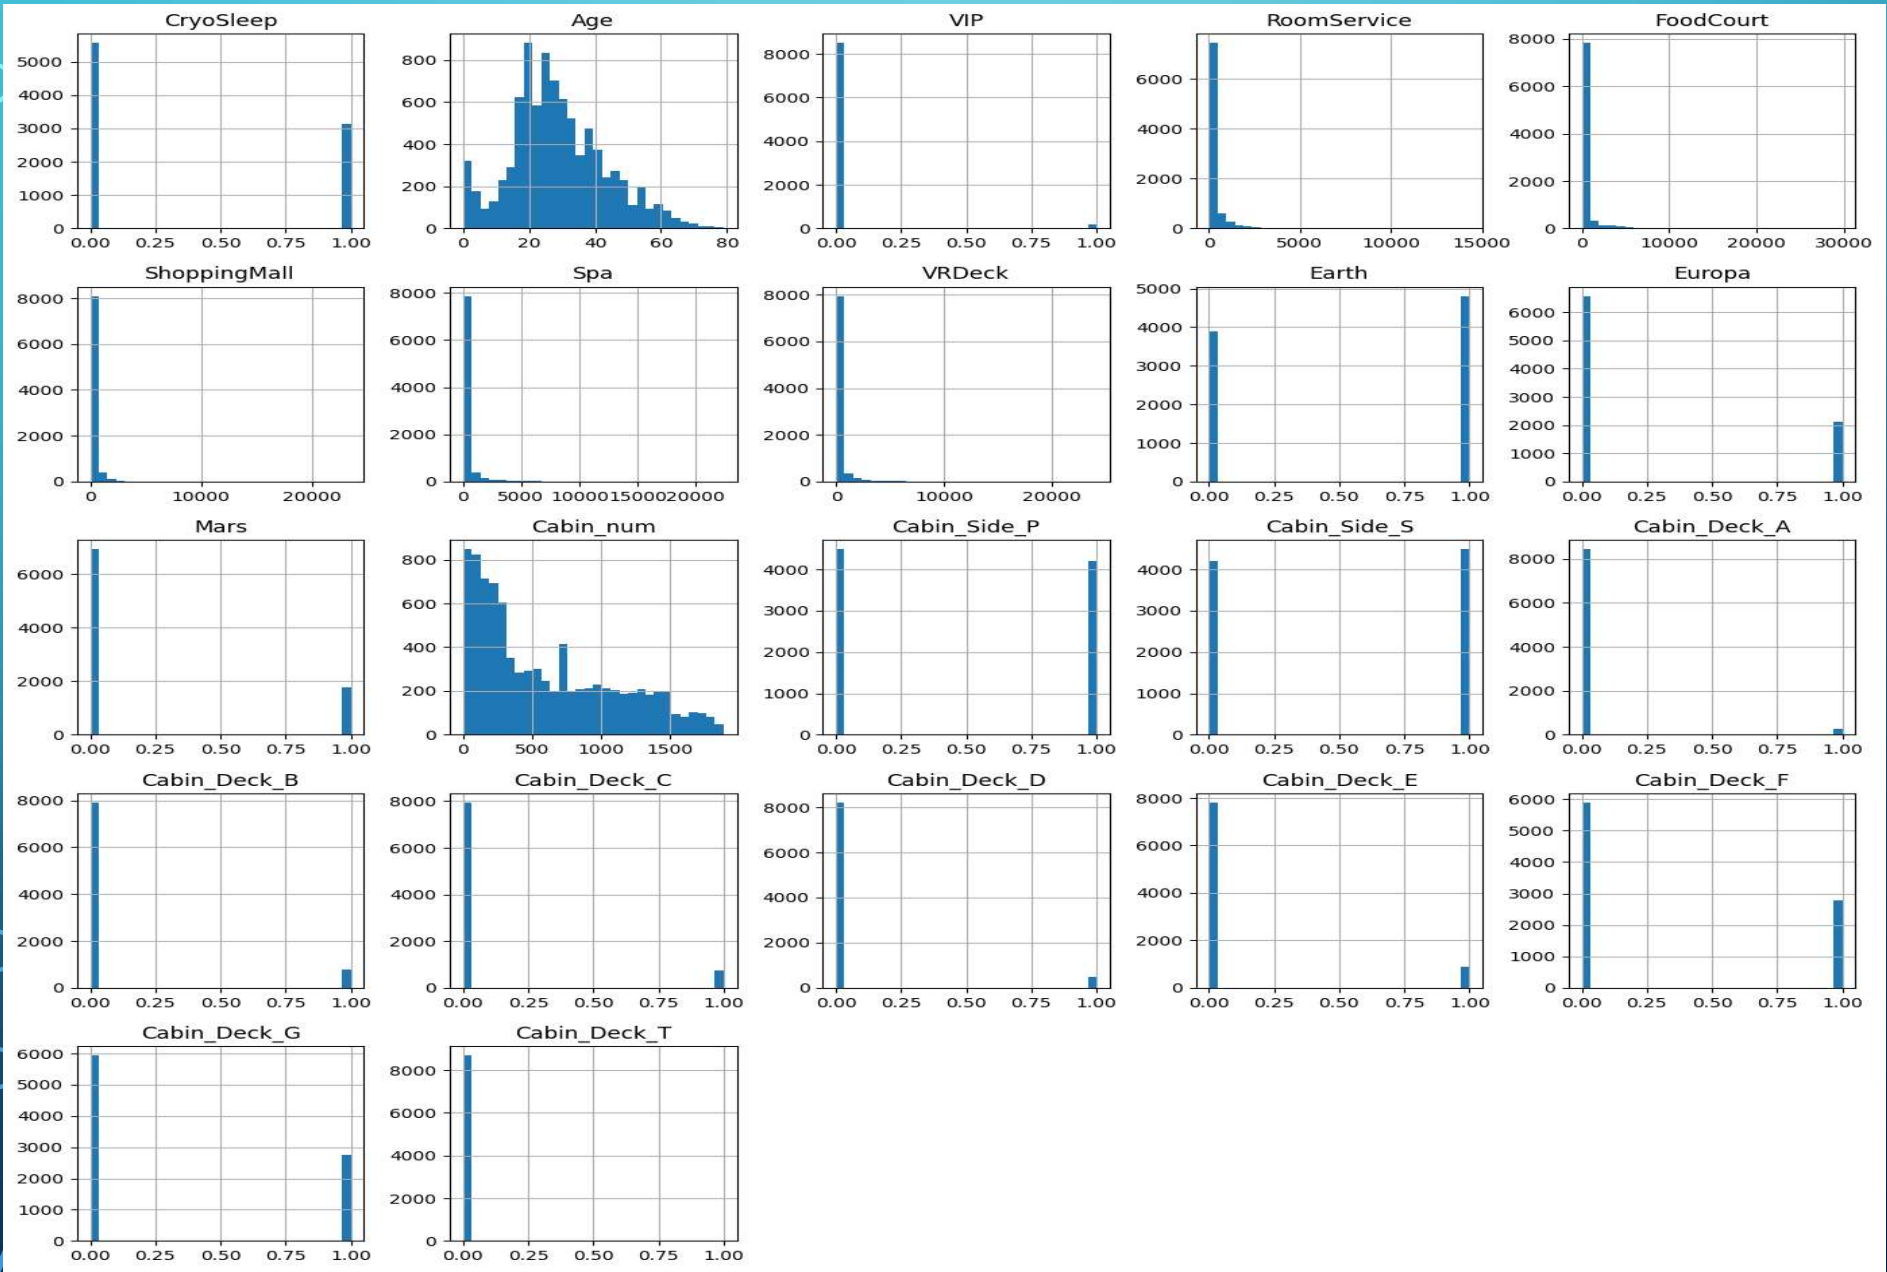 CryoSleep Age VIP RoomService FoodCourt
5000 4000 3000 2000 1000 0
0.00 0.25 0.50 0.75 1.00
800 600 400 200 0
0 20 40 60 80
8000 6000 4000 2000 0
0.00 0.25 0.50 0.75 1.00
6000 4000 2000 0
0 5000 10000 15000
8000 6000 4000 2000 0
0 10000 20000 30000
ShoppingMall Spa VRDeck Earth Europa
8000 6000 4000 2000 0
0 10000 20000
8000 6000 4000 2000 0
0 5000 10000 15000 20000
8000 6000 4000 2000 0
0 10000 20000
5000 4000 3000 2000 1000 0
0.00 0.25 0.50 0.75 1.00
6000 5000 4000 3000 2000 1000 0
0.00 0.25 0.50 0.75 1.00
Mars Cabin_num Cabin_Side_P Cabin_Side_S Cabin_Deck_A
6000 4000 2000 0
0.00 0.25 0.50 0.75 1.00
800 600 400 200 0
0 500 1000 1500
4000 3000 2000 1000 0
0.00 0.25 0.50 0.75 1.00
4000 3000 2000 1000 0
0.00 0.25 0.50 0.75 1.00
8000 6000 4000 2000 0
0.00 0.25 0.50 0.75 1.00
Cabin_Deck_B Cabin_Deck_C Cabin_Deck_D Cabin_Deck_E Cabin_Deck_F
8000 6000 4000 2000 0
0.00 0.25 0.50 0.75 1.00
8000 6000 4000 2000 0
0.00 0.25 0.50 0.75 1.00
8000 6000 4000 2000 0
0.00 0.25 0.50 0.75 1.00
8000 6000 4000 2000 0
0.00 0.25 0.50 0.75 1.00
6000 5000 4000 3000 2000 1000 0
0.00 0.25 0.50 0.75 1.00
Cabin_Deck_G Cabin_Deck_T
6000 5000 4000 3000 2000 1000 0
0.00 0.25 0.50 0.75 1.00
8000 6000 4000 2000 0
0.00 0.25 0.50 0.75 1.00